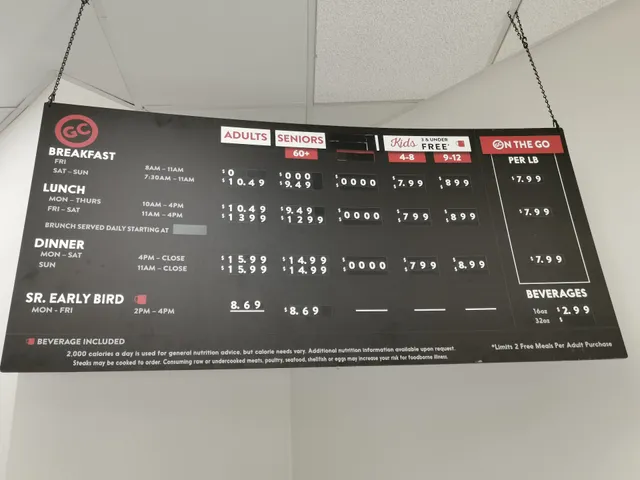 GC
ADULTS SENIORS Kids 3 & UNDER FREE* ON THE GO
60+ 4-8 9-12 PER LB
BREAKFAST
FRI 8AM – 11AM $0 $000
SAT – SUN 7:30AM – 11AM $10.49 $9.49 $0000 $7.99 $899 $7.99
LUNCH
MON – THURS 10AM – 4PM $10.49 $9.49
FRI – SAT 11AM – 4PM $1399 $1299 $0000 $799 $899 $7.99
BRUNCH SERVED DAILY STARTING AT
DINNER
MON – SAT 4PM – CLOSE $15.99 $14.99
SUN 11AM – CLOSE $15.99 $14.99 $0000 $799 $8.99 $7.99
SR. EARLY BIRD
MON – FRI 2PM – 4PM 8.69 $8.69
BEVERAGES
16oz $2.99
32oz $
BEVERAGE INCLUDED
2,000 calories a day is used for general nutrition advice, but calorie needs vary. Additional nutrition information available upon request.
Steaks may be cooked to order. Consuming raw or undercooked meats, poultry, seafood, shellfish or eggs may increase your risk for foodborne illness.
*Limits 2 Free Meals Per Adult Purchase